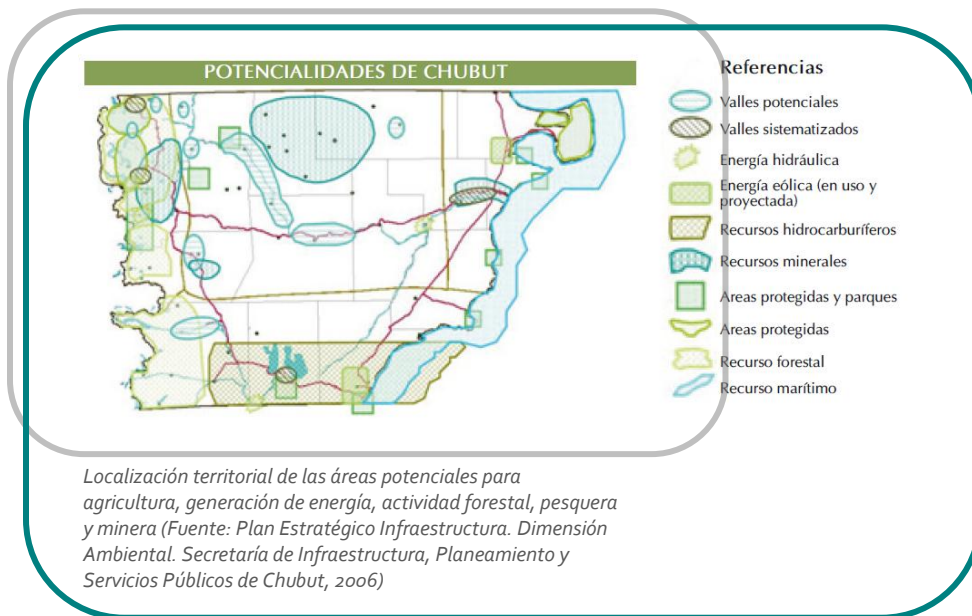 POTENCIALIDADES DE CHUBUT
Referencias
Valles potenciales
Valles sistematizados
Energía hidráulica
Energía eólica (en uso y
proyectada)
Recursos hidrocarburíferos
Recursos minerales
Areas protegidas y parques
Areas protegidas
Recurso forestal
Recurso marítimo
Localización territorial de las áreas potenciales para
agricultura, generación de energía, actividad forestal, pesquera
y minera (Fuente: Plan Estratégico Infraestructura. Dimensión
Ambiental. Secretaría de Infraestructura, Planeamiento y
Servicios Públicos de Chubut, 2006)